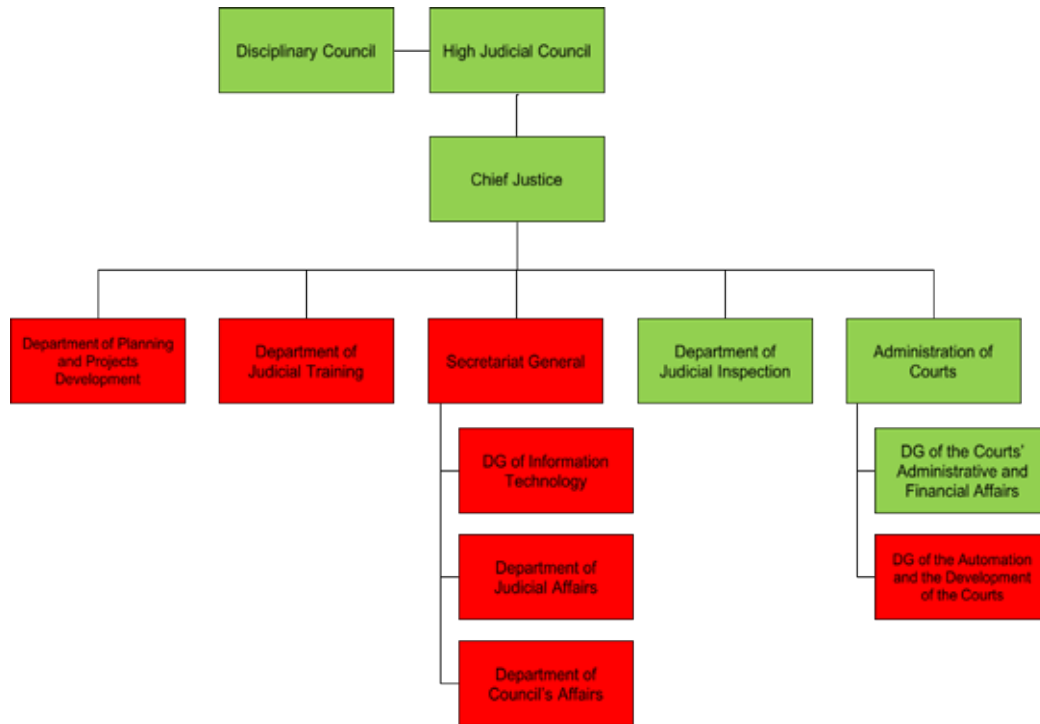 Disciplinary Council
High Judicial Council
Chief Justice
Department of Planning
and Projects
Development
Department of
Judicial Training
Secretariat General
Department of
Judicial Inspection
Administration of
Courts
DG of Information
Technology
DG of the Courts'
Administrative and
Financial Affairs
Department of
Judicial Affairs
DG of the Automation
and the Development
of the Courts
Department of
Council's Affairs